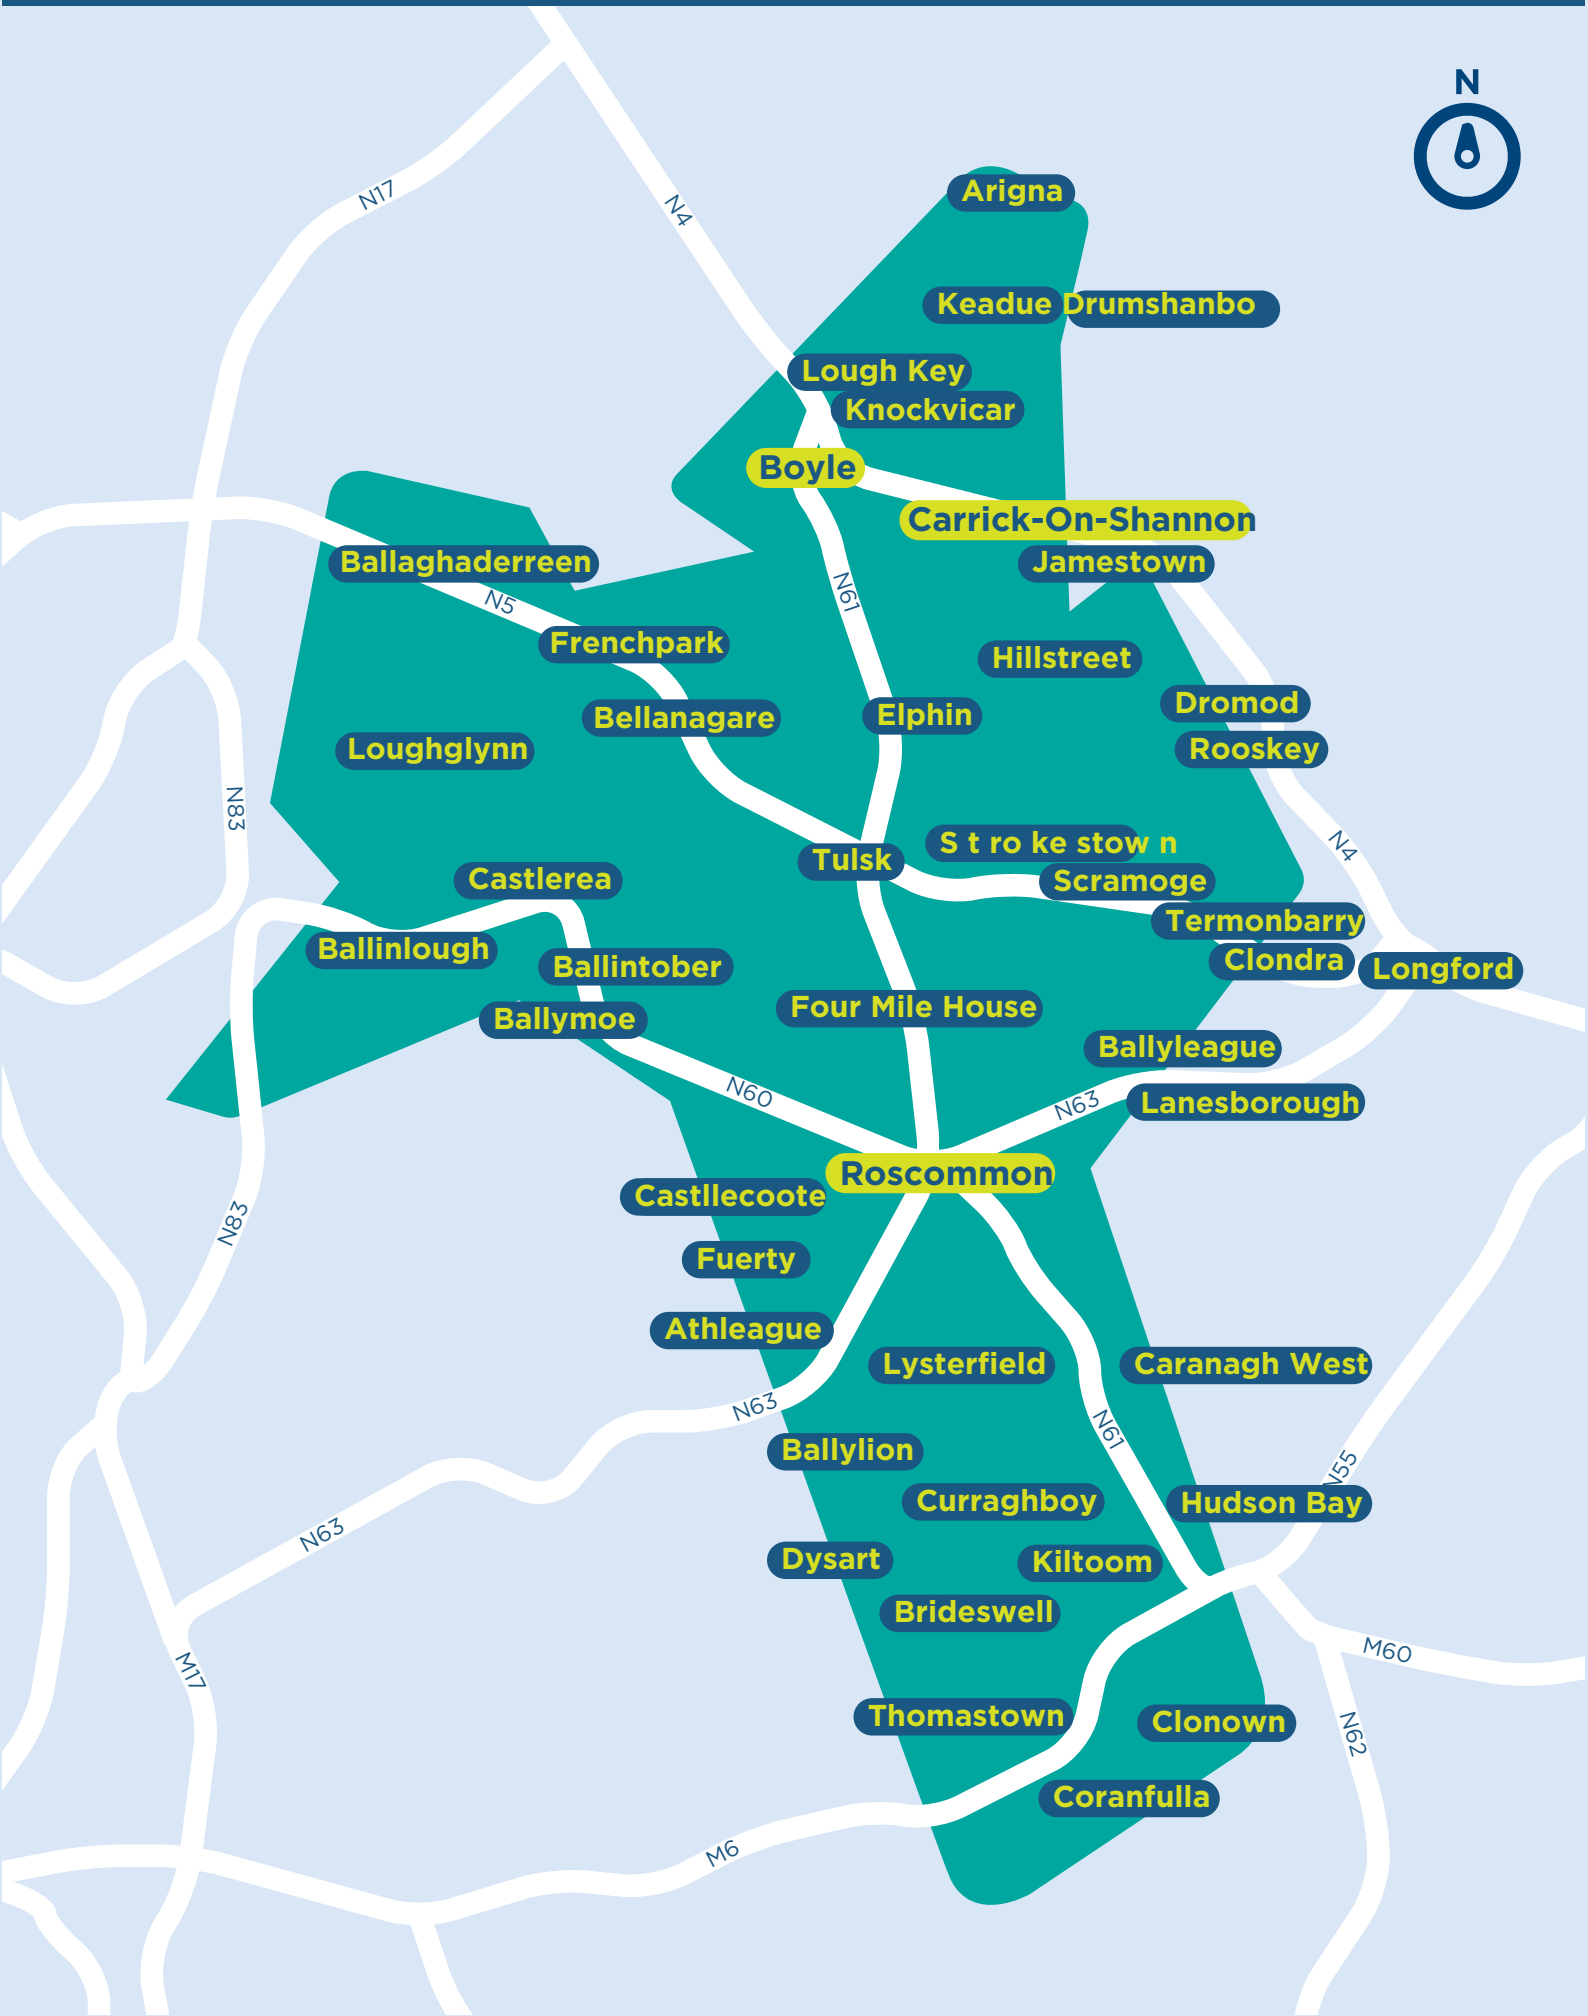 N
N17
N4
Arigna
Keadue
Drumshanbo
Lough Key
Knockvicar
Boyle
Carrick-On-Shannon
Jamestown
Ballaghaderreen
N5
N61
Frenchpark
Hillstreet
Bellanagare
Elphin
Dromod
Loughglynn
Rooskey
N83
Strokestown
N4
Tulsk
Castlerea
Scramoge
Termonbarry
Ballinlough
Ballintober
Clondra
Longford
Four Mile House
Ballymoe
Ballyleague
N60
N63
Lanesborough
Roscommon
Castllecoote
N83
Fuerty
Athleague
Lysterfield
Caranagh West
N63
N61
Ballylion
N55
Curraghboy
Hudson Bay
N63
Dysart
Kiltoom
Brideswell
M17
M60
Thomastown
Clonown
N62
Coranfulla
M6